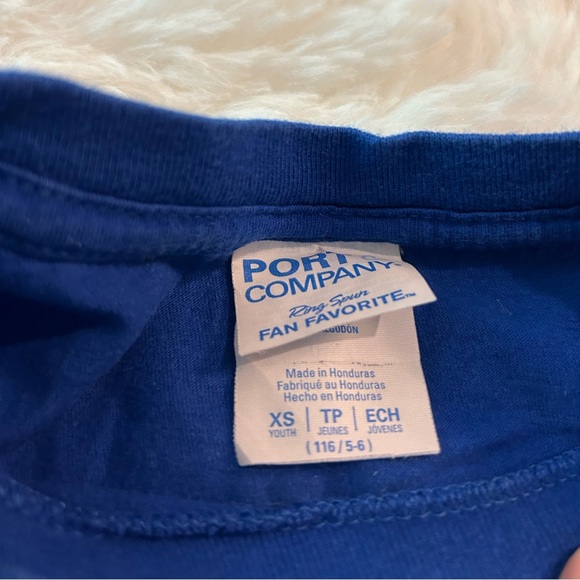 PORT &
COMPANY®
Ring Spun
FAN FAVORITE™
Made in Honduras
Fabriqué au Honduras
Hecho en Honduras
XS | TP | ECH
YOUTH JEUNES JÓVENES
(116/5-6)